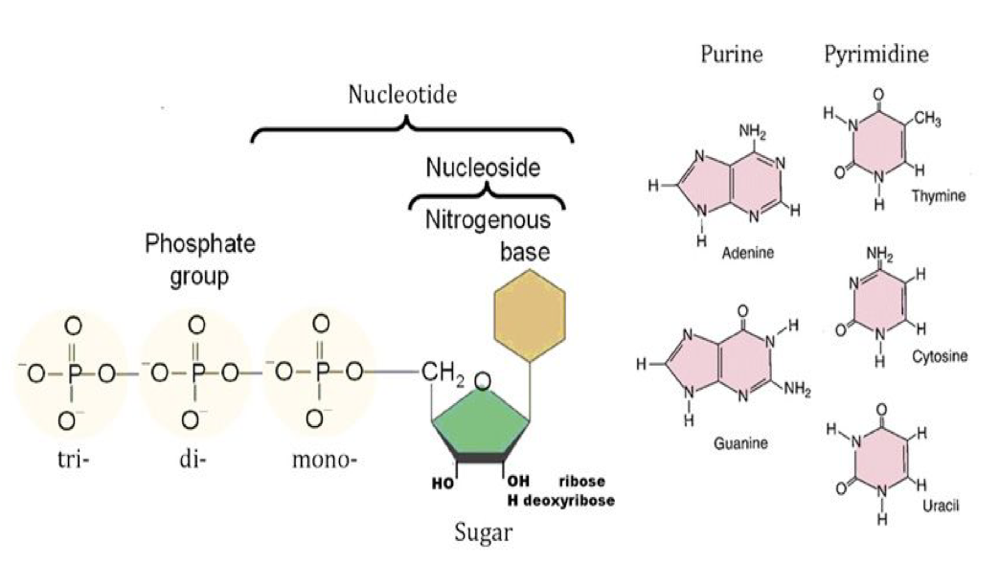 Purine Pyrimidine
Nucleotide
Nucleoside
Nitrogenous
base
Phosphate
group
O O O
⁻O P O ⁻O P O ⁻O P O CH₂ O
O⁻ O⁻ O⁻
tri- di- mono-
HO OH ribose
H deoxyribose
Sugar
NH₂
N N
H H
N N
H
Adenine
O
H N CH₃
O N H
H
Thymine
NH₂
N H
O N H
H
Cytosine
O
N N H
H
N N NH₂
H
Guanine
O
H N H
O N H
H
Uracil